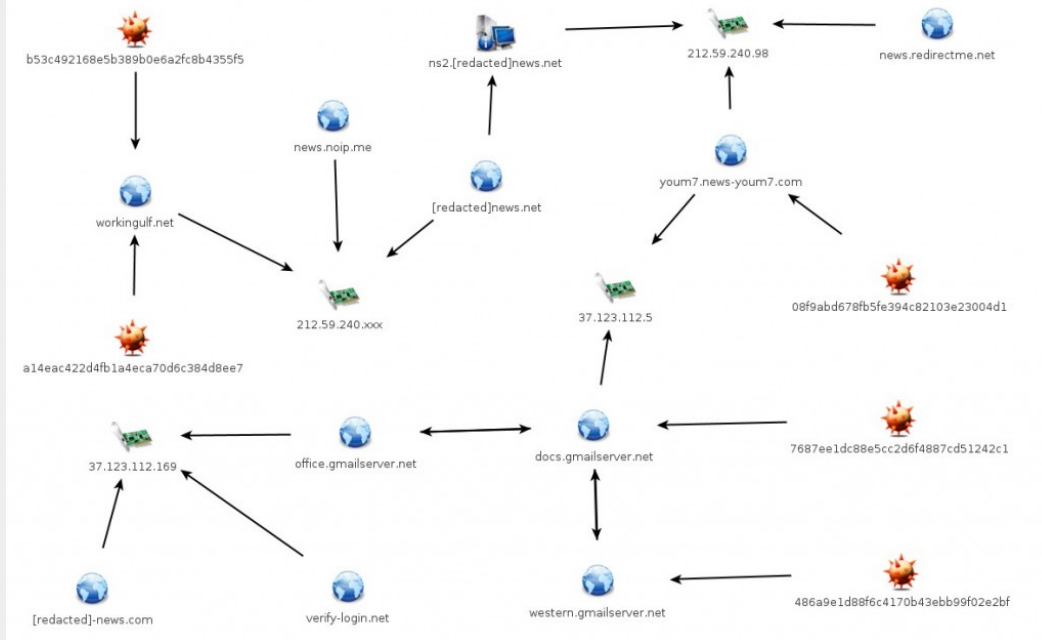 b53c492168e5b389b0e6a2fc8b4355f5
ns2.[redacted]news.net
212.59.240.98
news.redirectme.net
news.noip.me
youm7.news-youm7.com
workingulf.net
[redacted]news.net
212.59.240.xxx
37.123.112.5
08f9abd678fb5fe394c82103e23004d1
a14eac422d4fb1a4eca70d6c384d8ee7
37.123.112.169
office.gmailserver.net
docs.gmailserver.net
7687ee1dc88e5cc2d6f4887cd51242c1
[redacted]-news.com
verify-login.net
western.gmailserver.net
486a9e1d88f6c4170b43ebb99f02e2bf